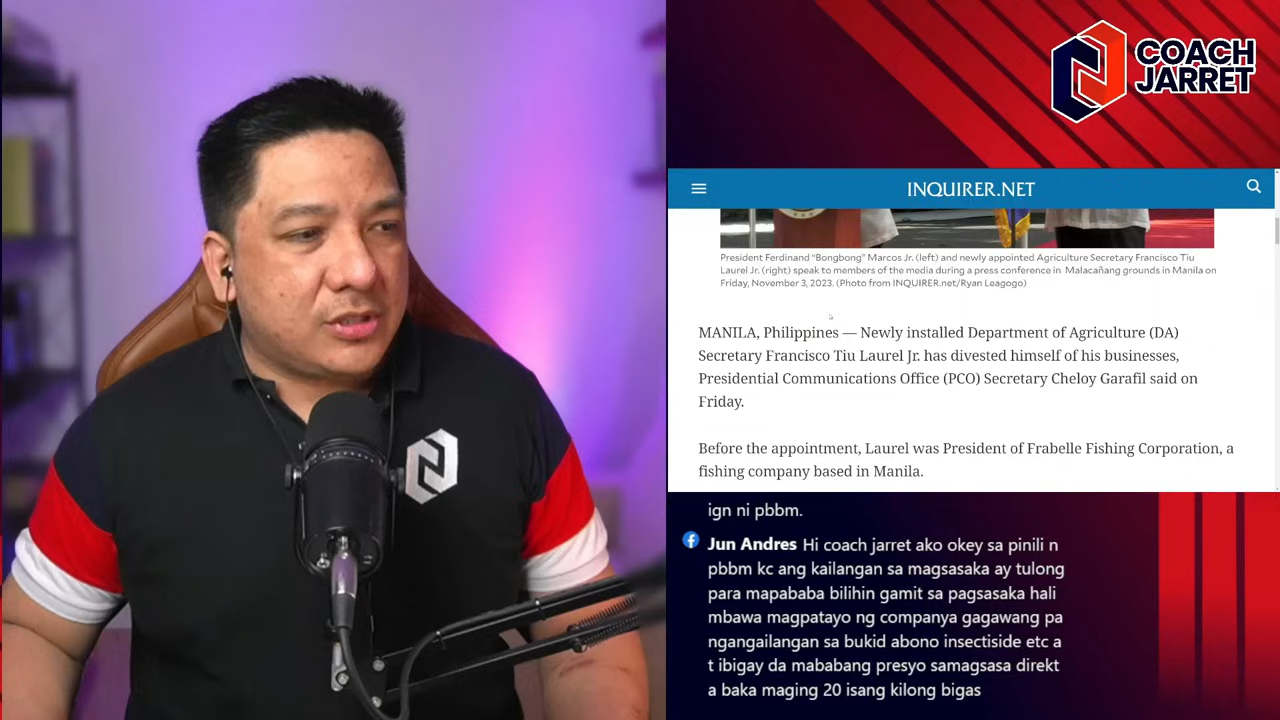 COACH
JARRET
INQUIRER.NET
President Ferdinand “Bongbong” Marcos Jr. (left) and newly appointed Agriculture Secretary Francisco Tiu
Laurel Jr. (right) speak to members of the media during a press conference in Malacañang grounds in Manila on
Friday, November 3, 2023. (Photo from INQUIRER.net/Ryan Leagogo)
MANILA, Philippines — Newly installed Department of Agriculture (DA)
Secretary Francisco Tiu Laurel Jr. has divested himself of his businesses,
Presidential Communications Office (PCO) Secretary Cheloy Garafil said on
Friday.
Before the appointment, Laurel was President of Frabelle Fishing Corporation, a
fishing company based in Manila.
ign ni pbbm.
Jun Andres Hi coach jarret ako okey sa pinili n
pbbm kc ang kailangan sa magsasaka ay tulong
para mapababa bilihin gamit sa pagsasaka hali
mbawa magpatayo ng companya gagawang pa
ngangailangan sa bukid abono insectiside etc a
t ibigay da mababang presyo samagsasa direkt
a baka maging 20 isang kilong bigas